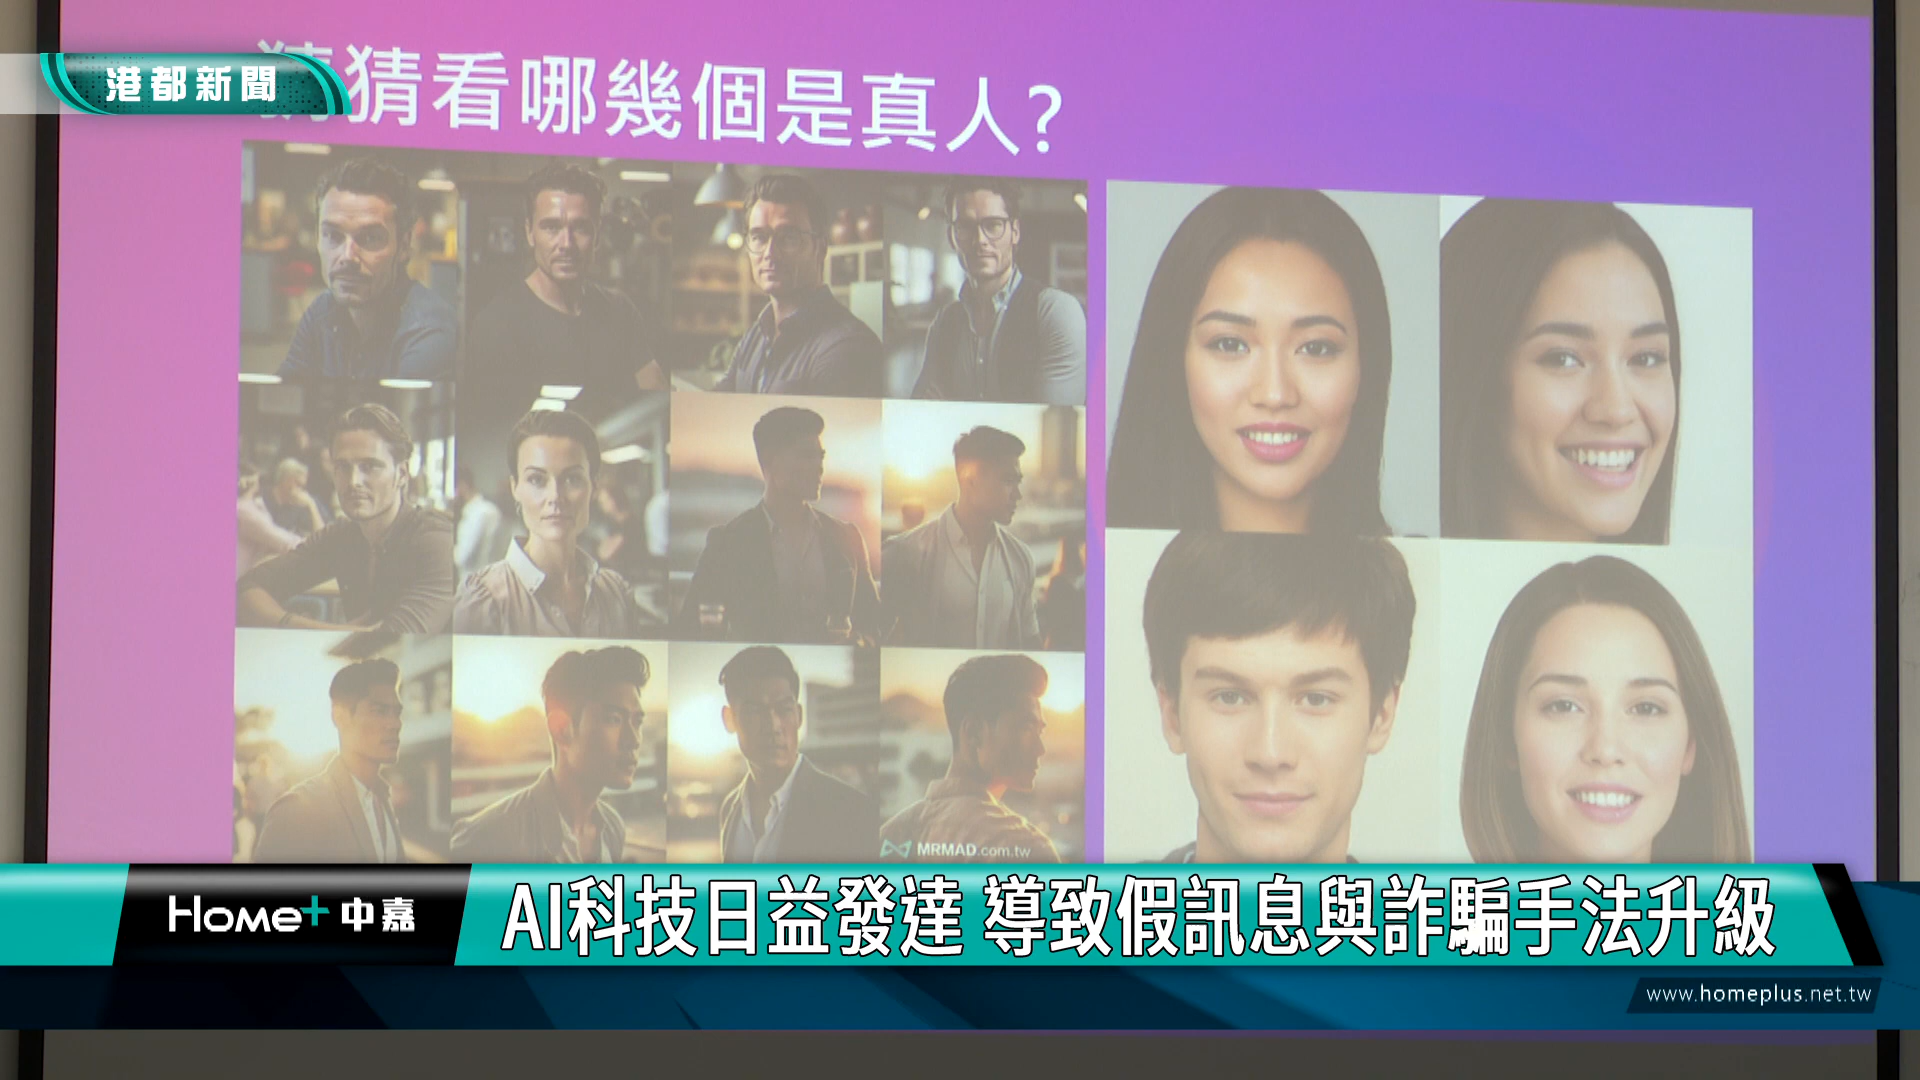 港都新聞
猜看哪幾個是真人?
MRMAD.com.tw
Home+中嘉
AI科技日益發達 導致假訊息與詐騙手法升級
www.homeplus.net.tw